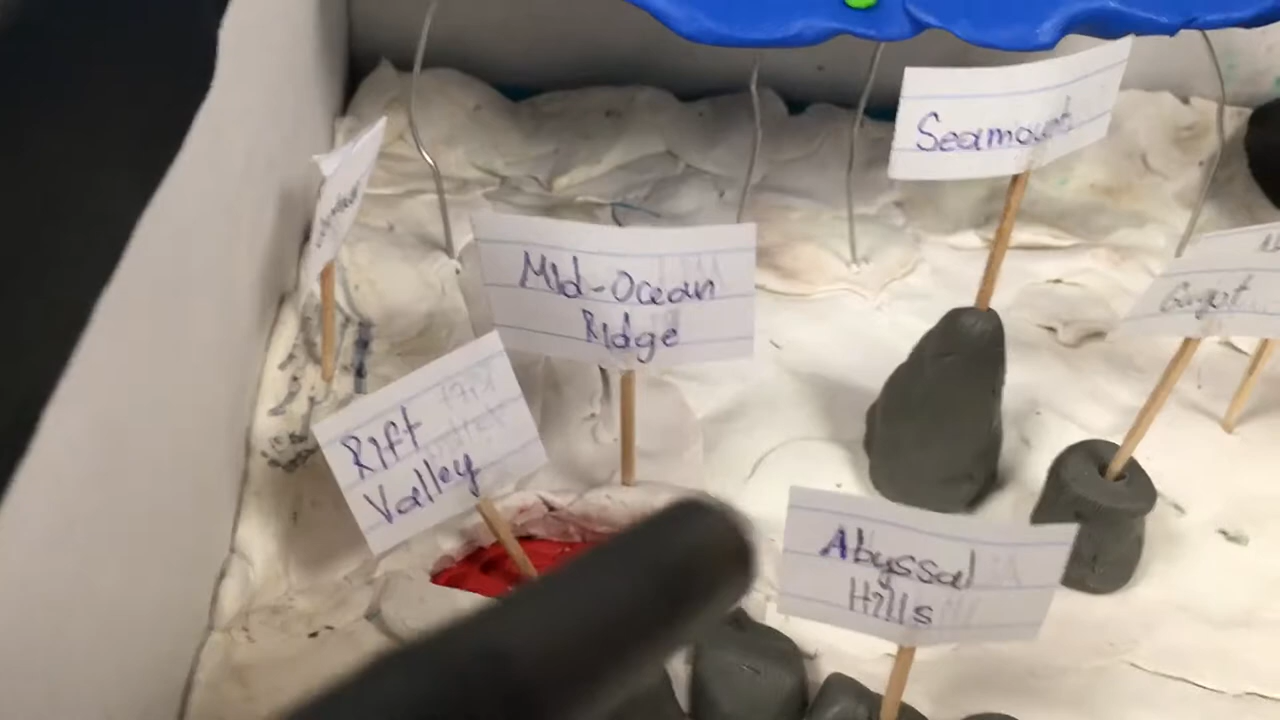 Seamount
Mid-Ocean
Ridge
Guyot
Rift
Valley
Abyssal
Hills